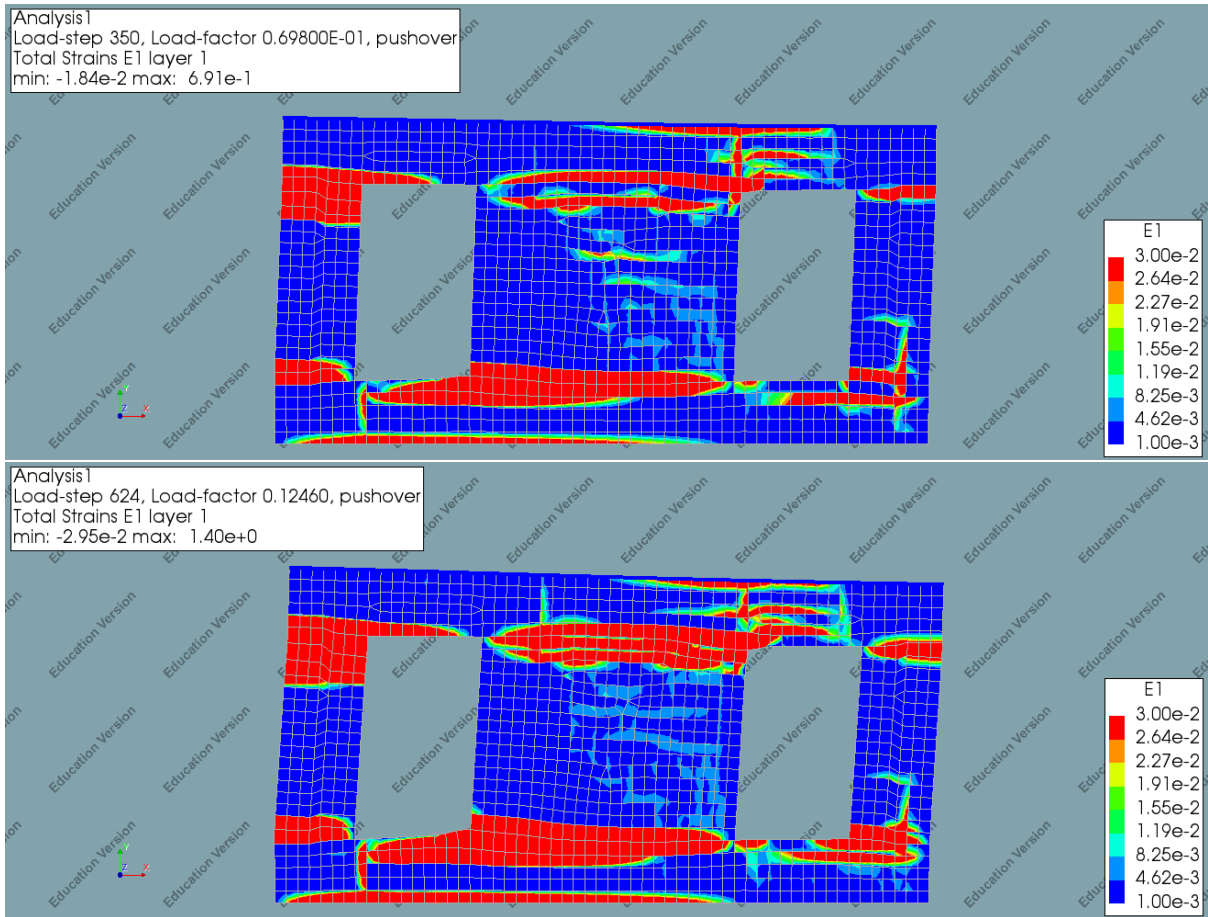 Analysis1
Load-step 350, Load-factor 0.69800E-01, pushover
Total Strains E1 layer 1
min: -1.84e-2 max: 6.91e-1
E1
3.00e-2
2.64e-2
2.27e-2
1.91e-2
1.55e-2
1.19e-2
8.25e-3
4.62e-3
1.00e-3
Y
Z X
Education Version
Analysis1
Load-step 624, Load-factor 0.12460, pushover
Total Strains E1 layer 1
min: -2.95e-2 max: 1.40e+0
E1
3.00e-2
2.64e-2
2.27e-2
1.91e-2
1.55e-2
1.19e-2
8.25e-3
4.62e-3
1.00e-3
Y
Z X
Education Version